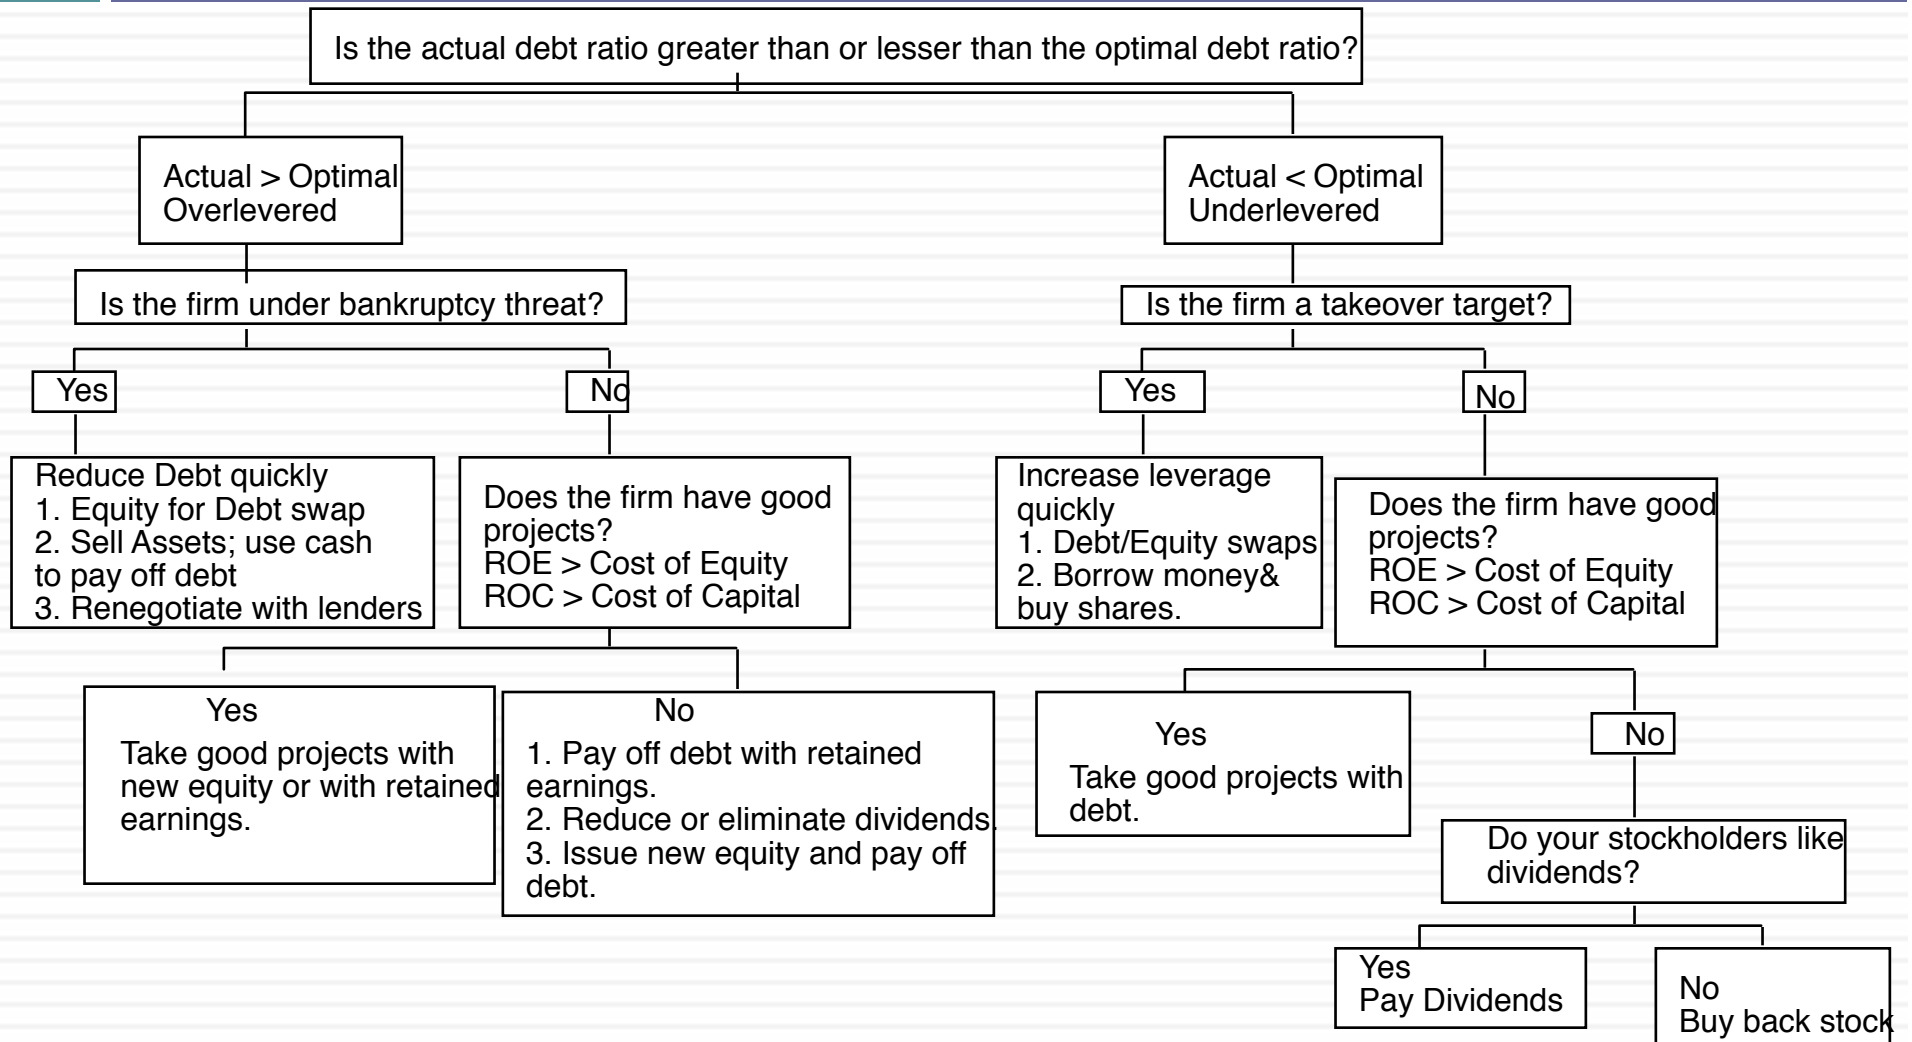 Is the actual debt ratio greater than or lesser than the optimal debt ratio?
Actual > Optimal
Overlevered
Actual < Optimal
Underlevered
Is the firm under bankruptcy threat?
Is the firm a takeover target?
Yes
No
Yes
No
Reduce Debt quickly
1. Equity for Debt swap
2. Sell Assets; use cash
to pay off debt
3. Renegotiate with lenders
Does the firm have good
projects?
ROE > Cost of Equity
ROC > Cost of Capital
Increase leverage
quickly
1. Debt/Equity swaps
2. Borrow money&
buy shares.
Does the firm have good
projects?
ROE > Cost of Equity
ROC > Cost of Capital
Yes
Take good projects with
new equity or with retained
earnings.
No
1. Pay off debt with retained
earnings.
2. Reduce or eliminate dividends.
3. Issue new equity and pay off
debt.
Yes
Take good projects with
debt.
No
Do your stockholders like
dividends?
Yes
Pay Dividends
No
Buy back stock